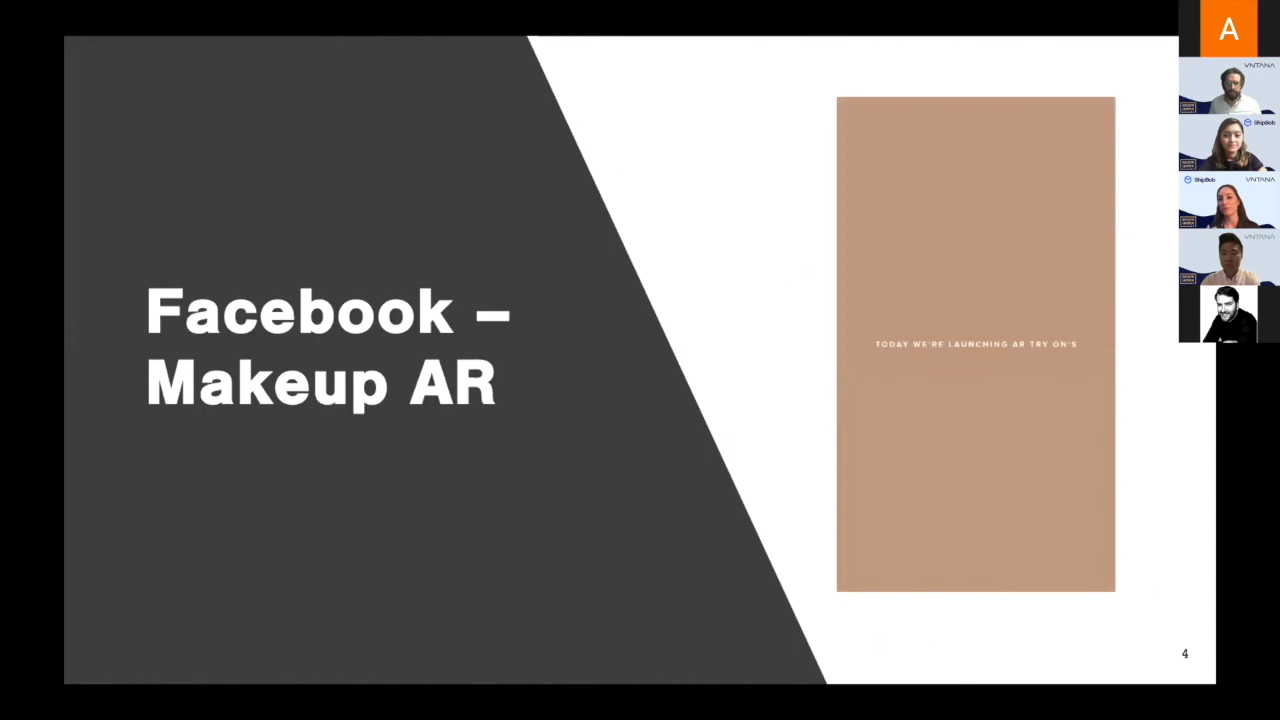 Facebook –
Makeup AR
TODAY WE'RE LAUNCHING AR TRY ON'S
4
A
VNTANA
ShipBob
ShipBob VNTANA
VNTANA